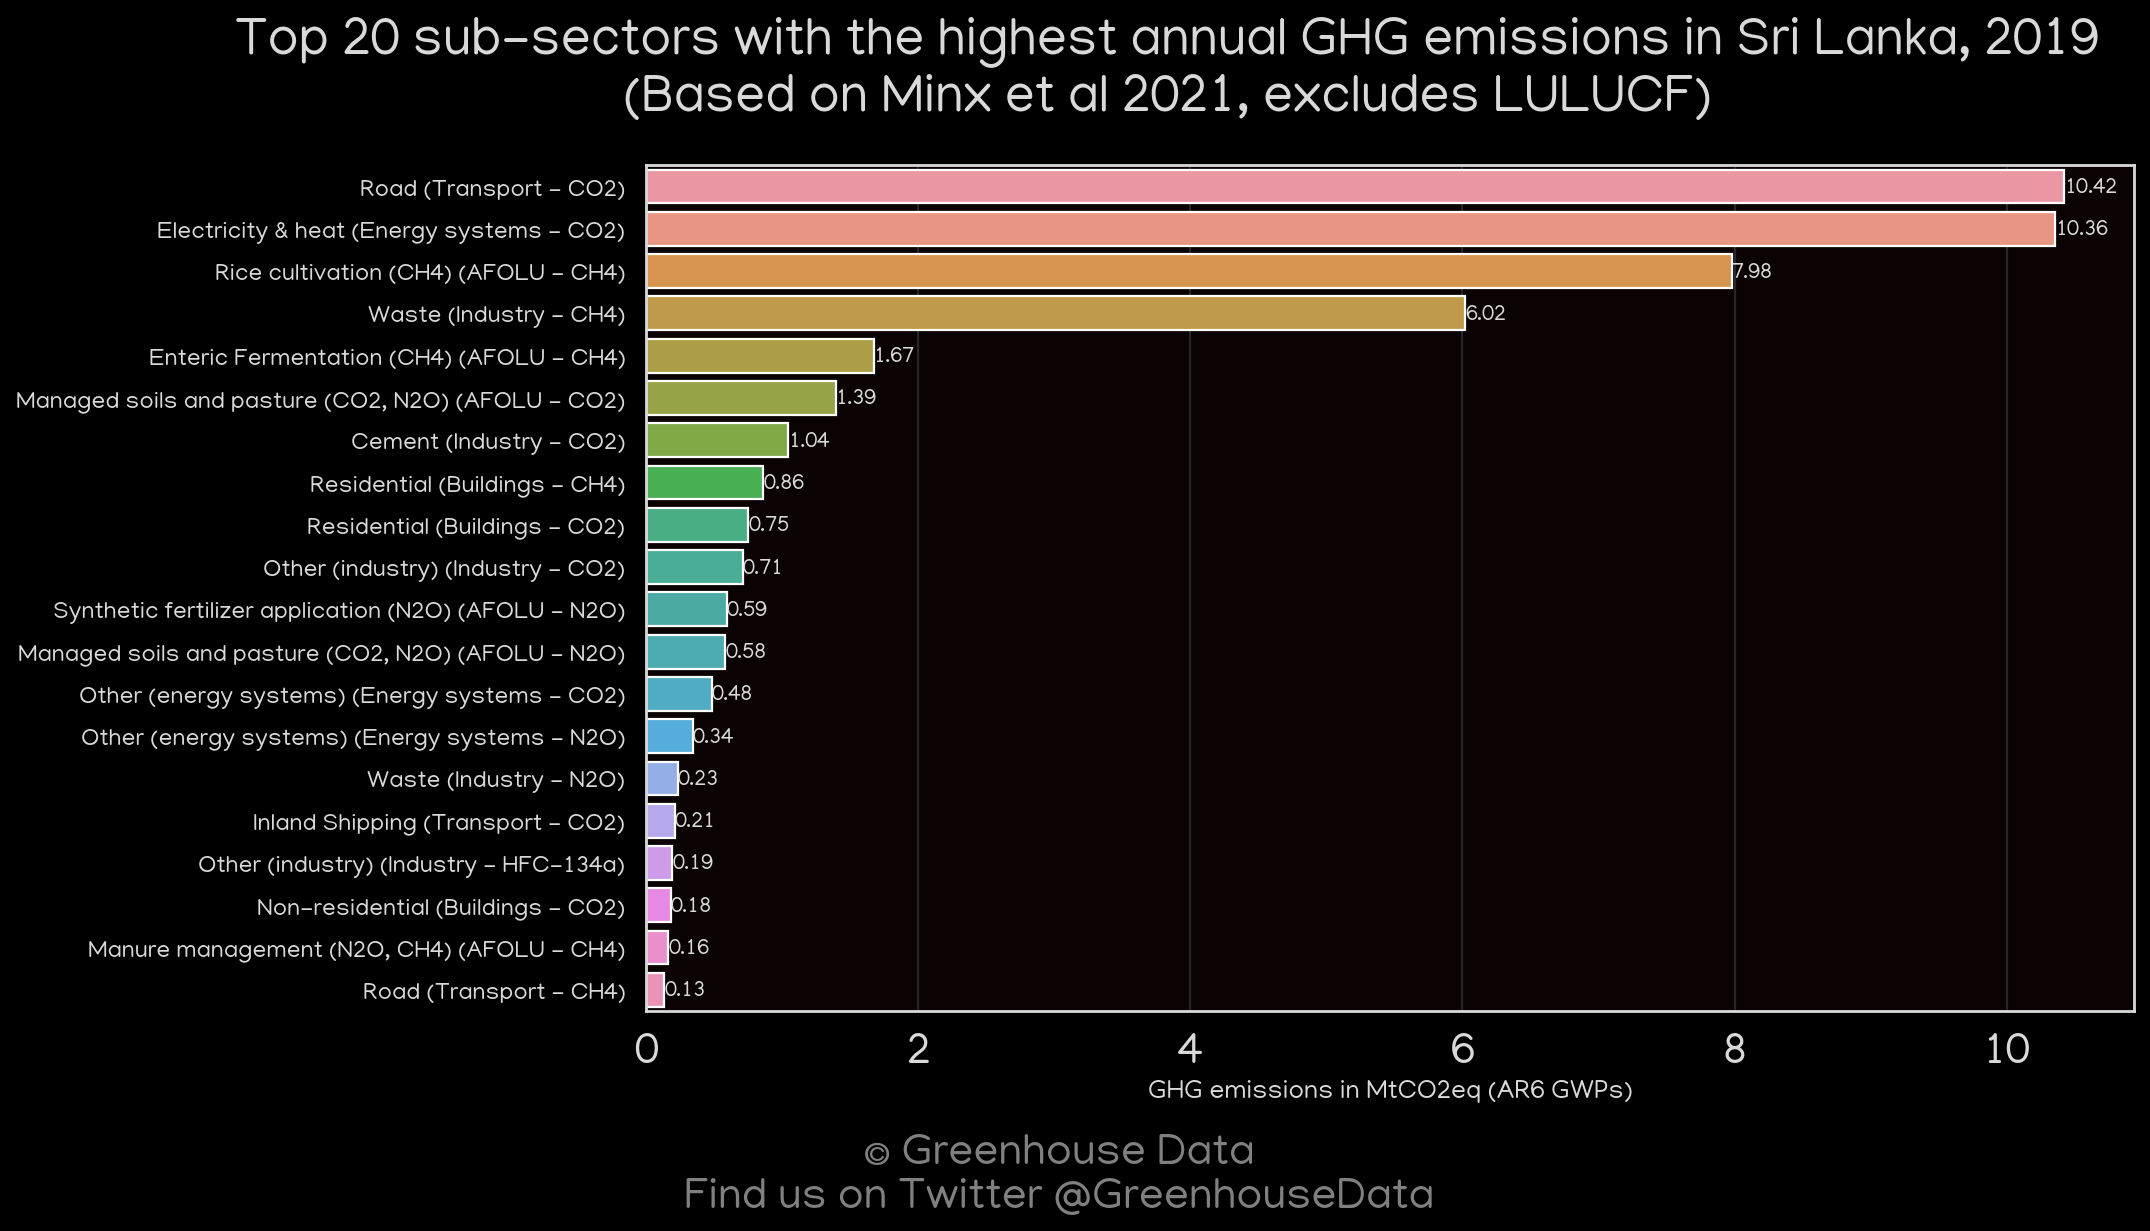 Top 20 sub-sectors with the highest annual GHG emissions in Sri Lanka, 2019
(Based on Minx et al 2021, excludes LULUCF)
Road (Transport - CO2) 10.42
Electricity & heat (Energy systems - CO2) 10.36
Rice cultivation (CH4) (AFOLU - CH4) 7.98
Waste (Industry - CH4) 6.02
Enteric Fermentation (CH4) (AFOLU - CH4) 1.67
Managed soils and pasture (CO2, N2O) (AFOLU - CO2) 1.39
Cement (Industry - CO2) 1.04
Residential (Buildings - CH4) 0.86
Residential (Buildings - CO2) 0.75
Other (industry) (Industry - CO2) 0.71
Synthetic fertilizer application (N2O) (AFOLU - N2O) 0.59
Managed soils and pasture (CO2, N2O) (AFOLU - N2O) 0.58
Other (energy systems) (Energy systems - CO2) 0.48
Other (energy systems) (Energy systems - N2O) 0.34
Waste (Industry - N2O) 0.23
Inland Shipping (Transport - CO2) 0.21
Other (industry) (Industry - HFC-134a) 0.19
Non-residential (Buildings - CO2) 0.18
Manure management (N2O, CH4) (AFOLU - CH4) 0.16
Road (Transport - CH4) 0.13
0 2 4 6 8 10
GHG emissions in MtCO2eq (AR6 GWPs)
© Greenhouse Data
Find us on Twitter @GreenhouseData